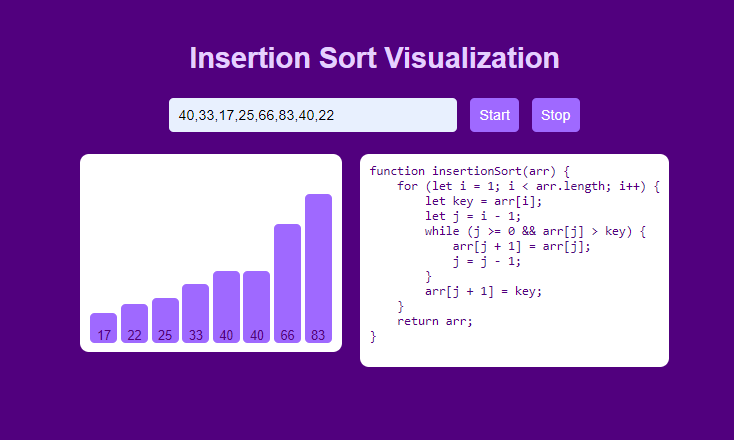 Insertion Sort Visualization
40,33,17,25,66,83,40,22 Start Stop
17 22 25 33 40 40 66 83
function insertionSort(arr) {
    for (let i = 1; i < arr.length; i++) {
        let key = arr[i];
        let j = i - 1;
        while (j >= 0 && arr[j] > key) {
            arr[j + 1] = arr[j];
            j = j - 1;
        }
        arr[j + 1] = key;
    }
    return arr;
}